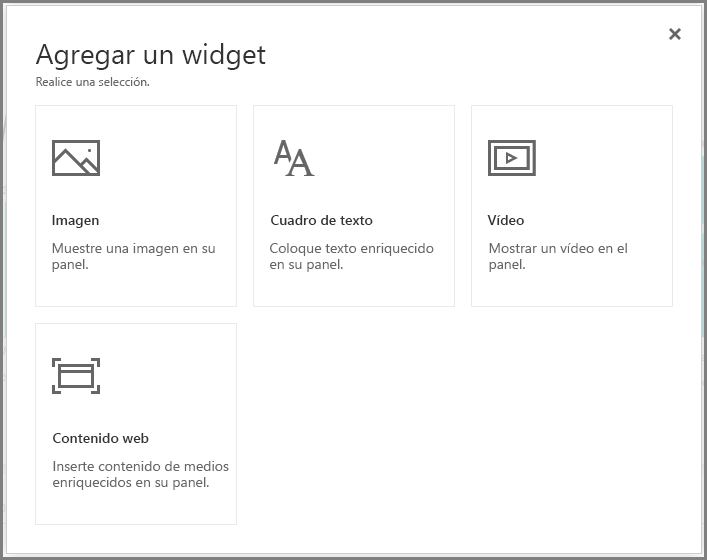 Agregar un widget
Realice una selección.
Imagen
Muestre una imagen en su
panel.
Cuadro de texto
Coloque texto enriquecido
en su panel.
Vídeo
Mostrar un vídeo en el
panel.
Contenido web
Inserte contenido de medios
enriquecidos en su panel.